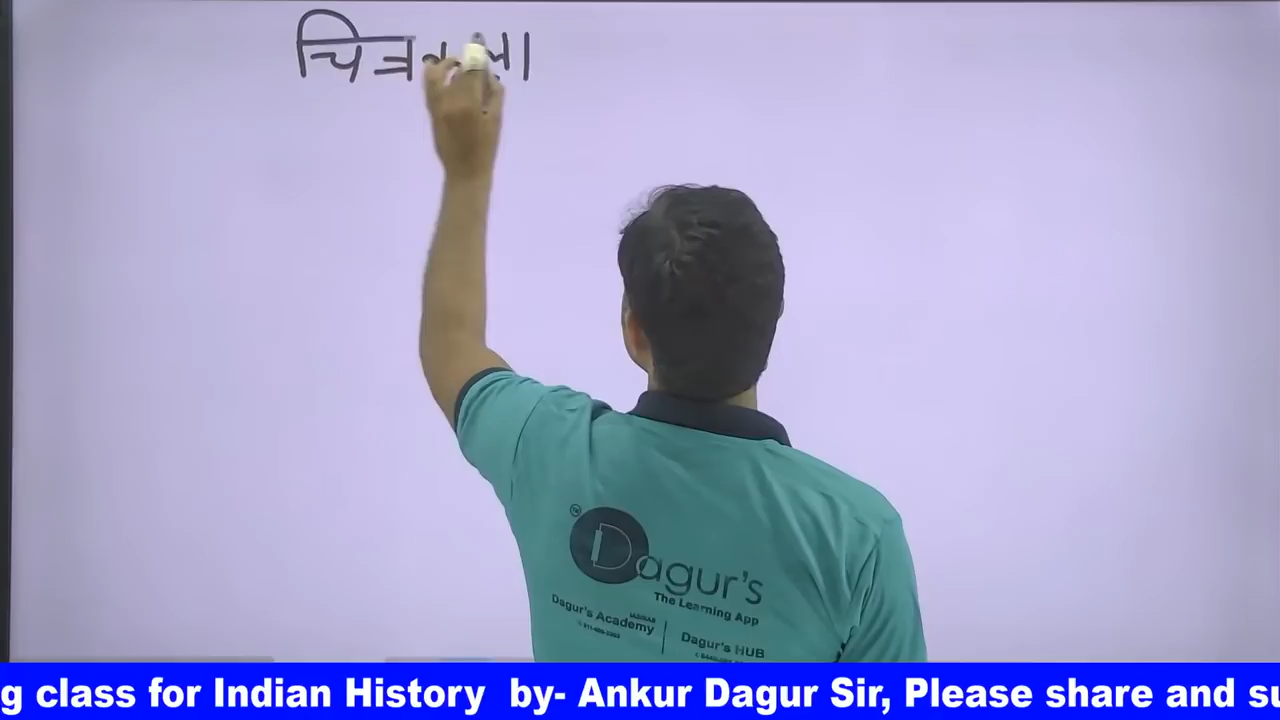 चित्रकला
Dagur's
The Learning App
Dagur's Academy
Dagur's HUB
g class for Indian History by- Ankur Dagur Sir, Please share and su